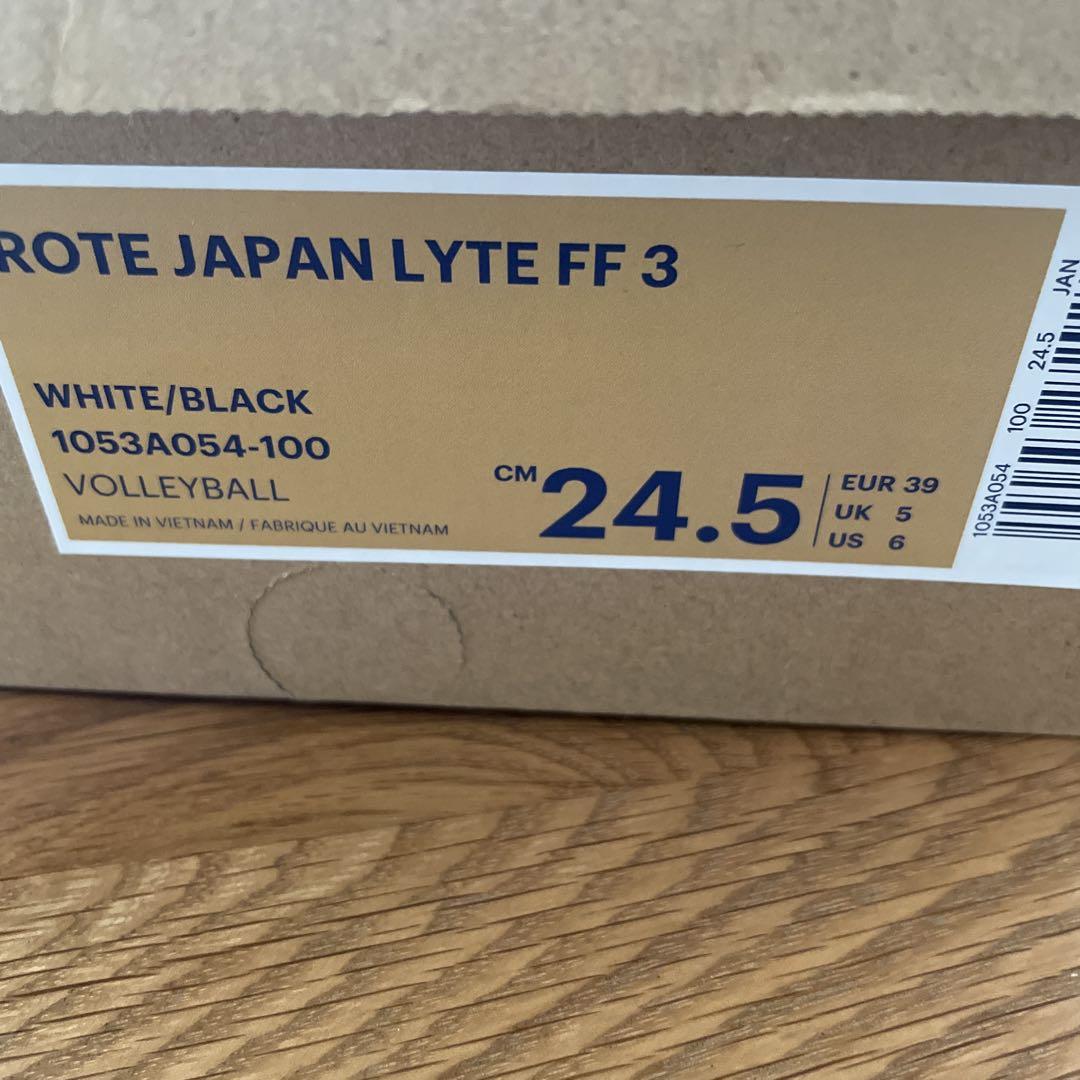 ROTE JAPAN LYTE FF 3
WHITE/BLACK
1053A054-100
VOLLEYBALL
MADE IN VIETNAM / FABRIQUE AU VIETNAM
CM 24.5
EUR 39
UK 5
US 6
1053A054 100 24.5
JAN